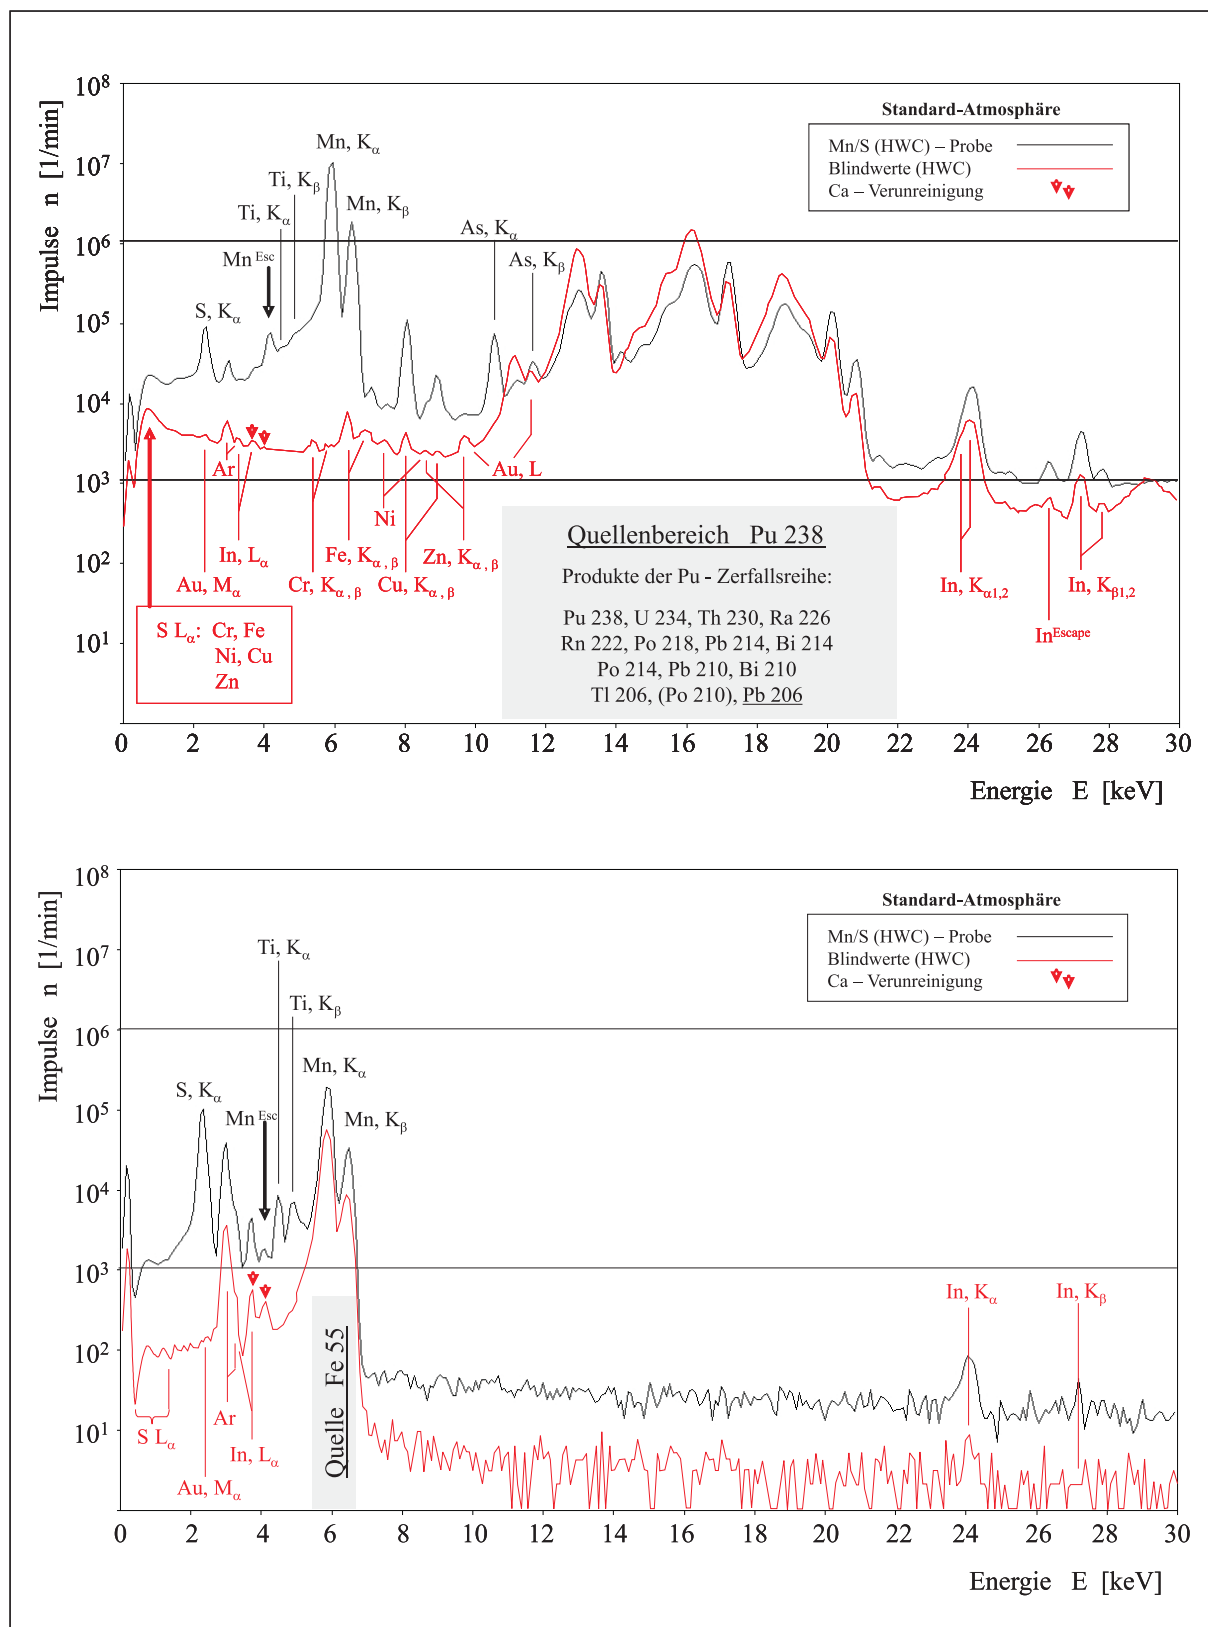 Impulse n [1/min]
10⁸
10⁷
10⁶
10⁵
10⁴
10³
10²
10¹
Standard-Atmosphäre
Mn/S (HWC) – Probe
Blindwerte (HWC)
Ca – Verunreinigung
Mn, Kα
Ti, Kβ
Mn, Kβ
Ti, Kα
As, Kα
Mn Esc
As, Kβ
S, Kα
Ar
Au, L
Ni
In, Lα
Fe, Kα,β
Zn, Kα,β
Au, Mα
Cr, Kα,β
Cu, Kα,β
In, Kα1,2
In, Kβ1,2
In Escape
S Lα: Cr, Fe
Ni, Cu
Zn
Quellenbereich Pu 238
Produkte der Pu - Zerfallsreihe:
Pu 238, U 234, Th 230, Ra 226
Rn 222, Po 218, Pb 214, Bi 214
Po 214, Pb 210, Bi 210
Tl 206, (Po 210), Pb 206
0 2 4 6 8 10 12 14 16 18 20 22 24 26 28 30
Energie E [keV]
Impulse n [1/min]
10⁸
10⁷
10⁶
10⁵
10⁴
10³
10²
10¹
Standard-Atmosphäre
Mn/S (HWC) – Probe
Blindwerte (HWC)
Ca – Verunreinigung
Ti, Kα
Ti, Kβ
Mn, Kα
S, Kα
Mn Esc
Mn, Kβ
In, Kα
In, Kβ
Quelle Fe 55
Ar
S Lα
In, Lα
Au, Mα
0 2 4 6 8 10 12 14 16 18 20 22 24 26 28 30
Energie E [keV]